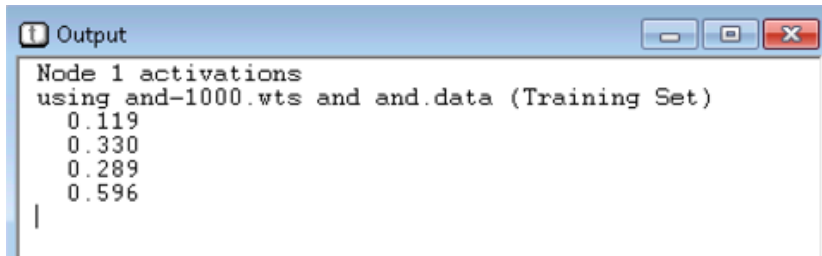 Output
Node 1 activations
using and-1000.wts and and.data (Training Set)
0.119
0.330
0.289
0.596